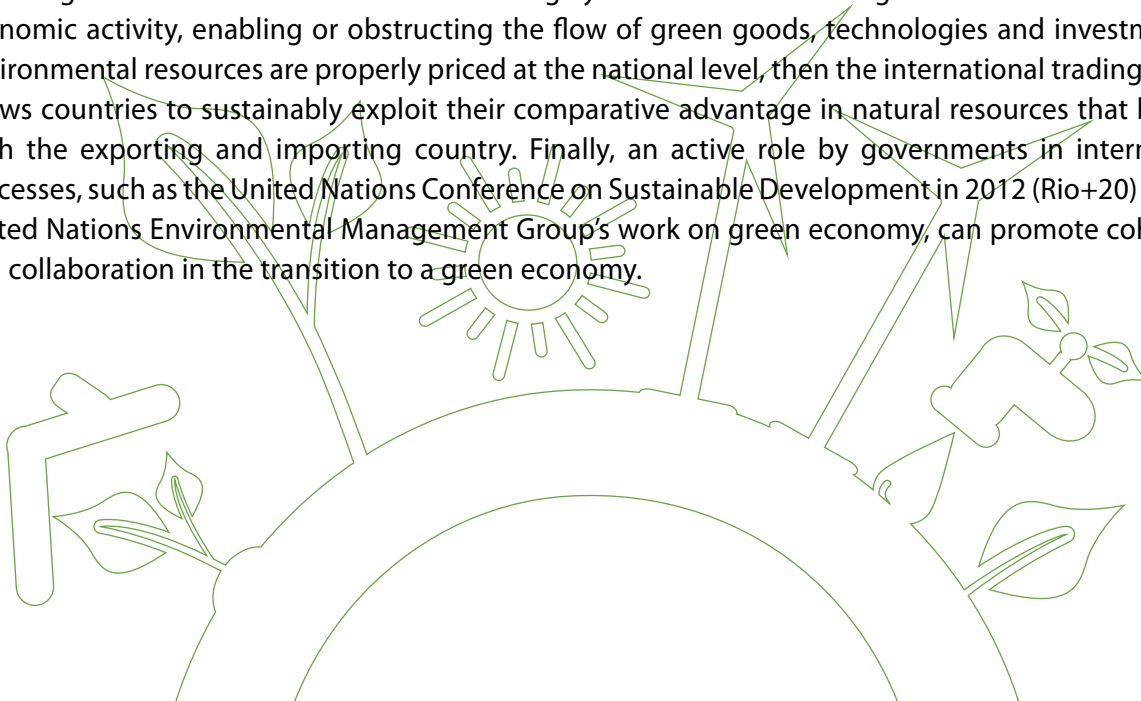 nomic activity, enabling or obstructing the flow of green goods, technologies and investn
ironmental resources are properly priced at the national level, then the international trading
ws countries to sustainably exploit their comparative advantage in natural resources that
h the exporting and importing country. Finally, an active role by governments in intern
cesses, such as the United Nations Conference on Sustainable Development in 2012 (Rio+20)
ted Nations Environmental Management Group's work on green economy, can promote coh
collaboration in the transition to a green economy.